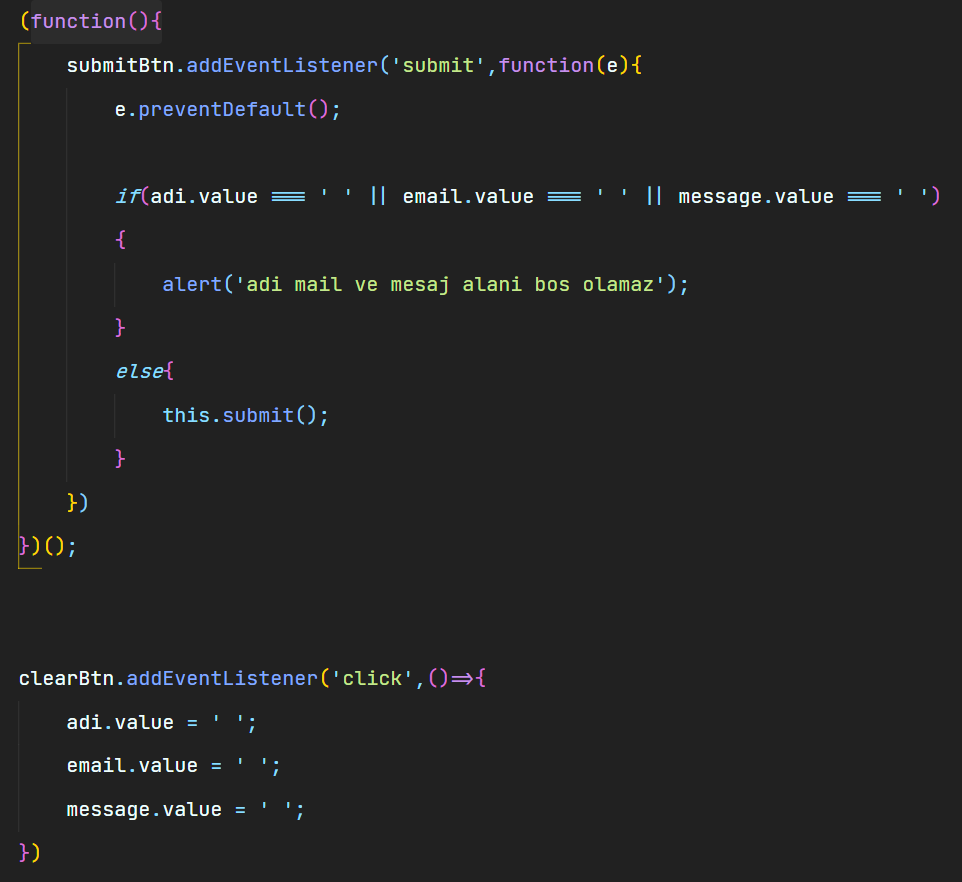 (function(){
submitBtn.addEventListener('submit',function(e){
e.preventDefault();
if(adi.value === ' ' || email.value === ' ' || message.value === ' ')
{
alert('adi mail ve mesaj alani bos olamaz');
}
else{
this.submit();
}
})
})();
clearBtn.addEventListener('click',()=>{
adi.value = ' ';
email.value = ' ';
message.value = ' ';
})